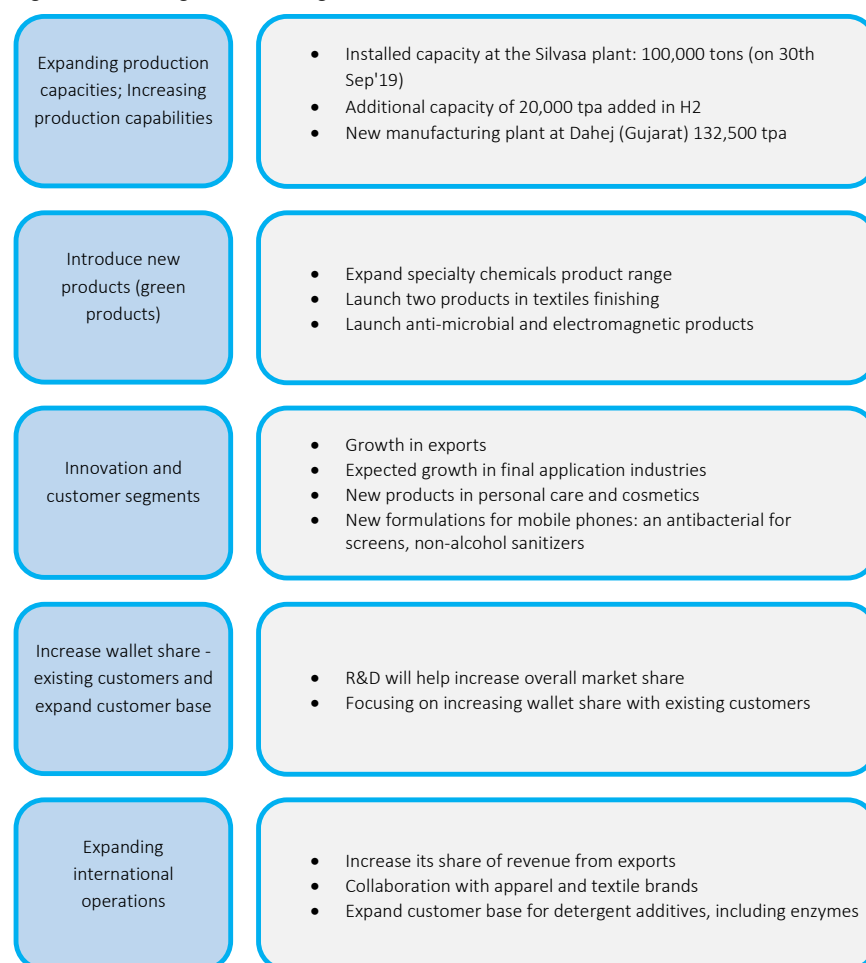 Expanding production
capacities; Increasing
production capabilities
• Installed capacity at the Silvasa plant: 100,000 tons (on 30th
Sep'19)
• Additional capacity of 20,000 tpa added in H2
• New manufacturing plant at Dahej (Gujarat) 132,500 tpa
Introduce new
products (green
products)
• Expand specialty chemicals product range
• Launch two products in textiles finishing
• Launch anti-microbial and electromagnetic products
Innovation and
customer segments
• Growth in exports
• Expected growth in final application industries
• New products in personal care and cosmetics
• New formulations for mobile phones: an antibacterial for
screens, non-alcohol sanitizers
Increase wallet share -
existing customers and
expand customer base
• R&D will help increase overall market share
• Focusing on increasing wallet share with existing customers
Expanding
international
operations
• Increase its share of revenue from exports
• Collaboration with apparel and textile brands
• Expand customer base for detergent additives, including enzymes